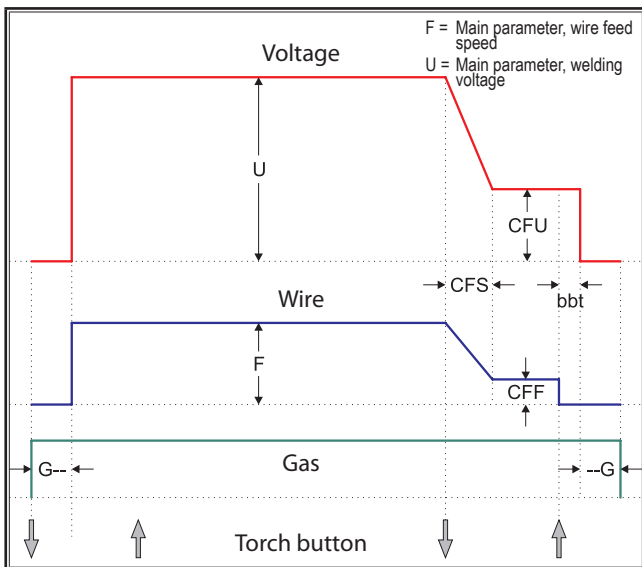 F = Main parameter, wire feed
speed
U = Main parameter, welding
voltage
Voltage
U
CFU
CFS
bbt
Wire
F
CFF
G--
Gas
--G
Torch button